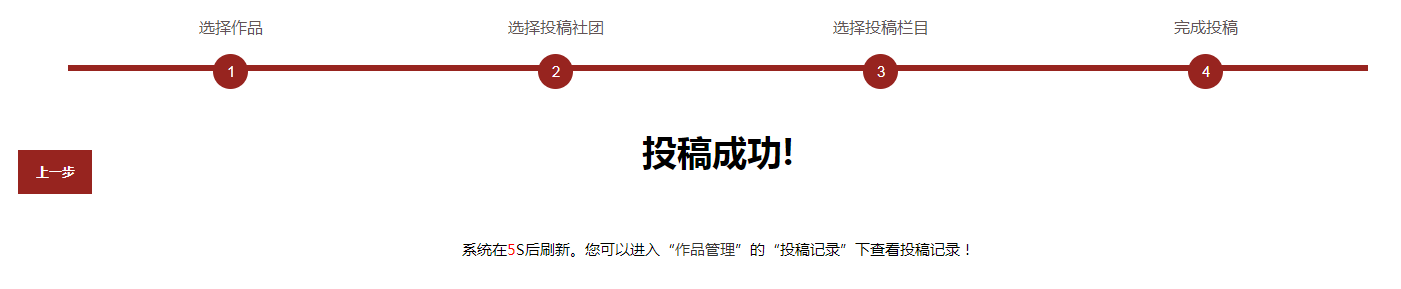 选择作品 选择投稿社团 选择投稿栏目 完成投稿
1 2 3 4
投稿成功!
上一步
系统在5S后刷新。您可以进入“作品管理”的“投稿记录”下查看投稿记录！